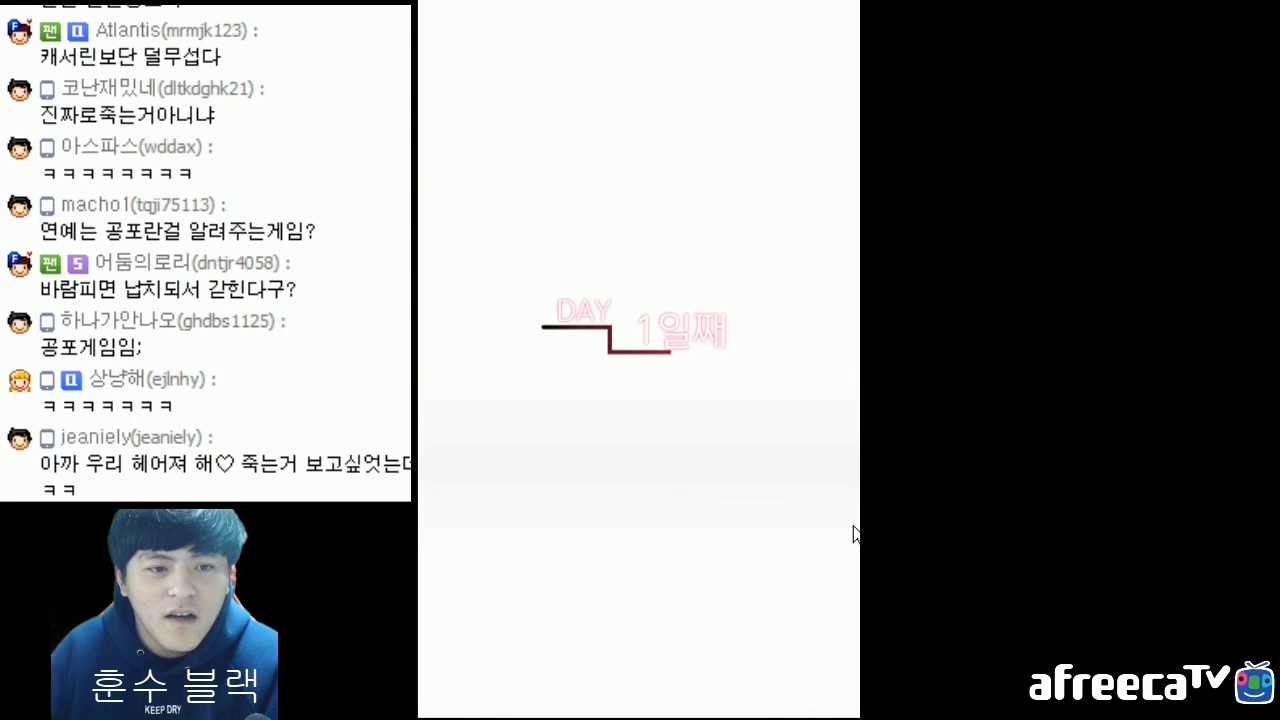 팬 Atlantis(mrmjk123) :
캐서린보단 덜무섭다
코난재밌네(dltkdghk21) :
진짜로죽는거아니냐
아스파스(wddax) :
ㅋㅋㅋㅋㅋㅋㅋㅋ
macho1(tqji75113) :
연예는 공포란걸 알려주는게임?
팬 S 어둠의로리(dntjr4058) :
바람피면 납치되서 갇힌다구?
하나가안나오(ghdbs1125) :
공포게임임;
상냥해(ejlnhy) :
ㅋㅋㅋㅋㅋㅋㅋ
jeaniely(jeaniely) :
아까 우리 헤어져 해♡ 죽는거 보고싶엇는
ㅋㅋ
DAY
1일째
훈수 블랙
KEEP DRY
afreecaTV